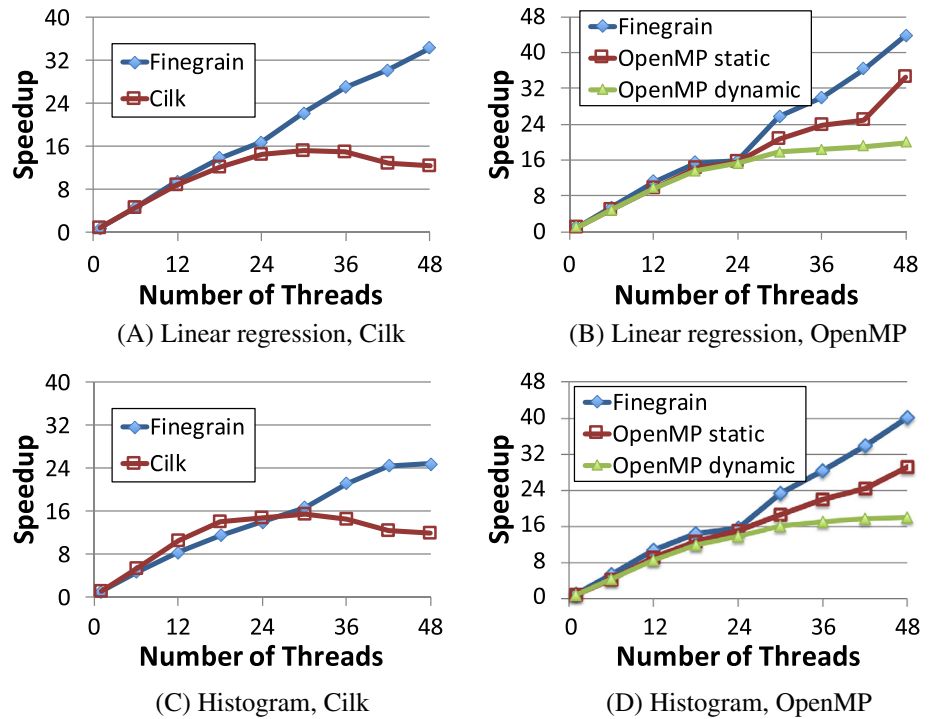 40
32
24
16
8
0
Speedup
Finegrain
Cilk
0 12 24 36 48
Number of Threads
(A) Linear regression, Cilk
48
40
32
24
16
8
0
Speedup
Finegrain
OpenMP static
OpenMP dynamic
0 12 24 36 48
Number of Threads
(B) Linear regression, OpenMP
40
32
24
16
8
0
Speedup
Finegrain
Cilk
0 12 24 36 48
Number of Threads
(C) Histogram, Cilk
48
40
32
24
16
8
0
Speedup
Finegrain
OpenMP static
OpenMP dynamic
0 12 24 36 48
Number of Threads
(D) Histogram, OpenMP